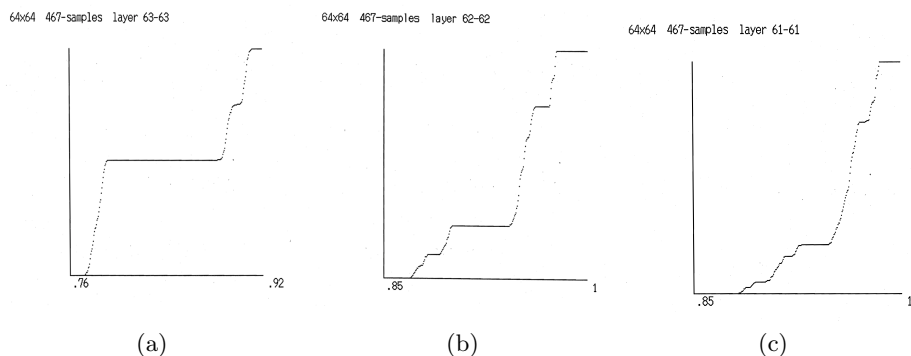 64x64 467-samples layer 63-63
.76 .92
(a)
64x64 467-samples layer 62-62
.85 1
(b)
64x64 467-samples layer 61-61
.85 1
(c)